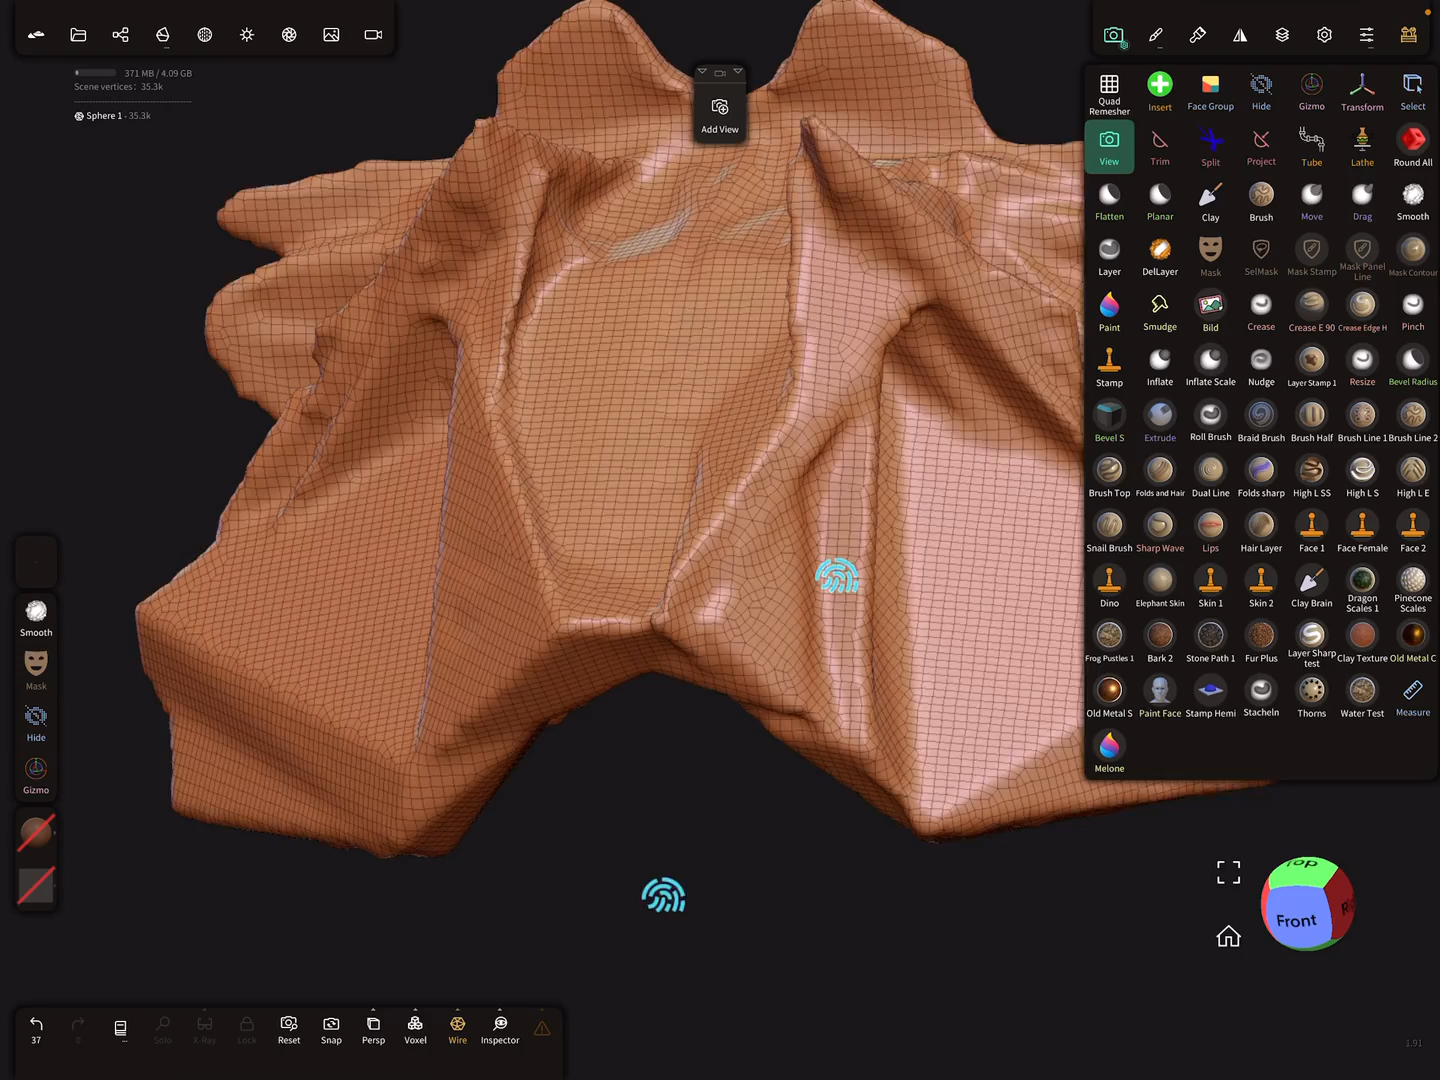 371 MB / 4.09 GB
Scene vertices: 35.3k
Sphere 1 - 35.3k
Add View
Quad Remesher
Insert
Face Group
Hide
Gizmo
Transform
Select
View
Trim
Split
Project
Tube
Lathe
Round All
Flatten
Planar
Clay
Brush
Move
Drag
Smooth
Layer
DelLayer
Mask
SelMask
Mask Stamp
Mask Panel Line
Mask Contour
Paint
Smudge
Bild
Crease
Crease E 90
Crease Edge H
Pinch
Stamp
Inflate
Inflate Scale
Nudge
Layer Stamp 1
Resize
Bevel Radius
Bevel S
Extrude
Roll Brush
Braid Brush
Brush Half
Brush Line 1
Brush Line 2
Brush Top
Folds and Hair
Dual Line
Folds sharp
High L SS
High L S
High L E
Snail Brush
Sharp Wave
Lips
Hair Layer
Face 1
Face Female
Face 2
Dino
Elephant Skin
Skin 1
Skin 2
Clay Brain
Dragon Scales 1
Pinecone Scales
Frog Pustles 1
Bark 2
Stone Path 1
Fur Plus
Layer Sharp test
Clay Texture
Old Metal C
Old Metal S
Paint Face
Stamp Hemi
Stacheln
Thorns
Water Test
Measure
Melone
Smooth
Mask
Hide
Gizmo
Top
Front
R
37
0
...
Solo
X-Ray
Lock
Reset
Snap
Persp
Voxel
Wire
Inspector
1.91